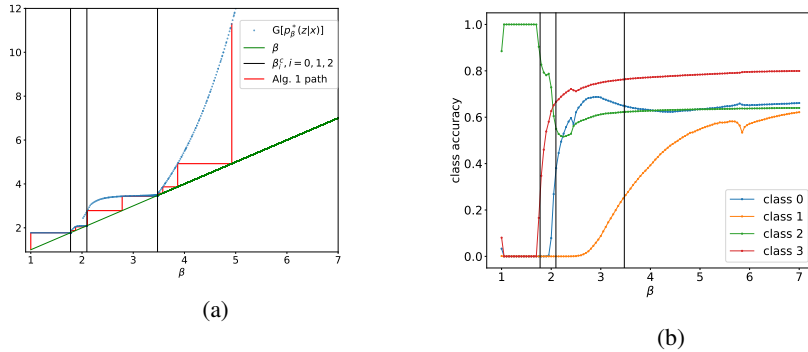 12
10
8
6
4
2
1
2
3
4
5
6
7
β
G[p*β(z|x)]
β
βᵢᶜ, i = 0, 1, 2
Alg. 1 path
(a)
class accuracy
1.0
0.8
0.6
0.4
0.2
0.0
1
2
3
4
5
6
7
β
class 0
class 1
class 2
class 3
(b)